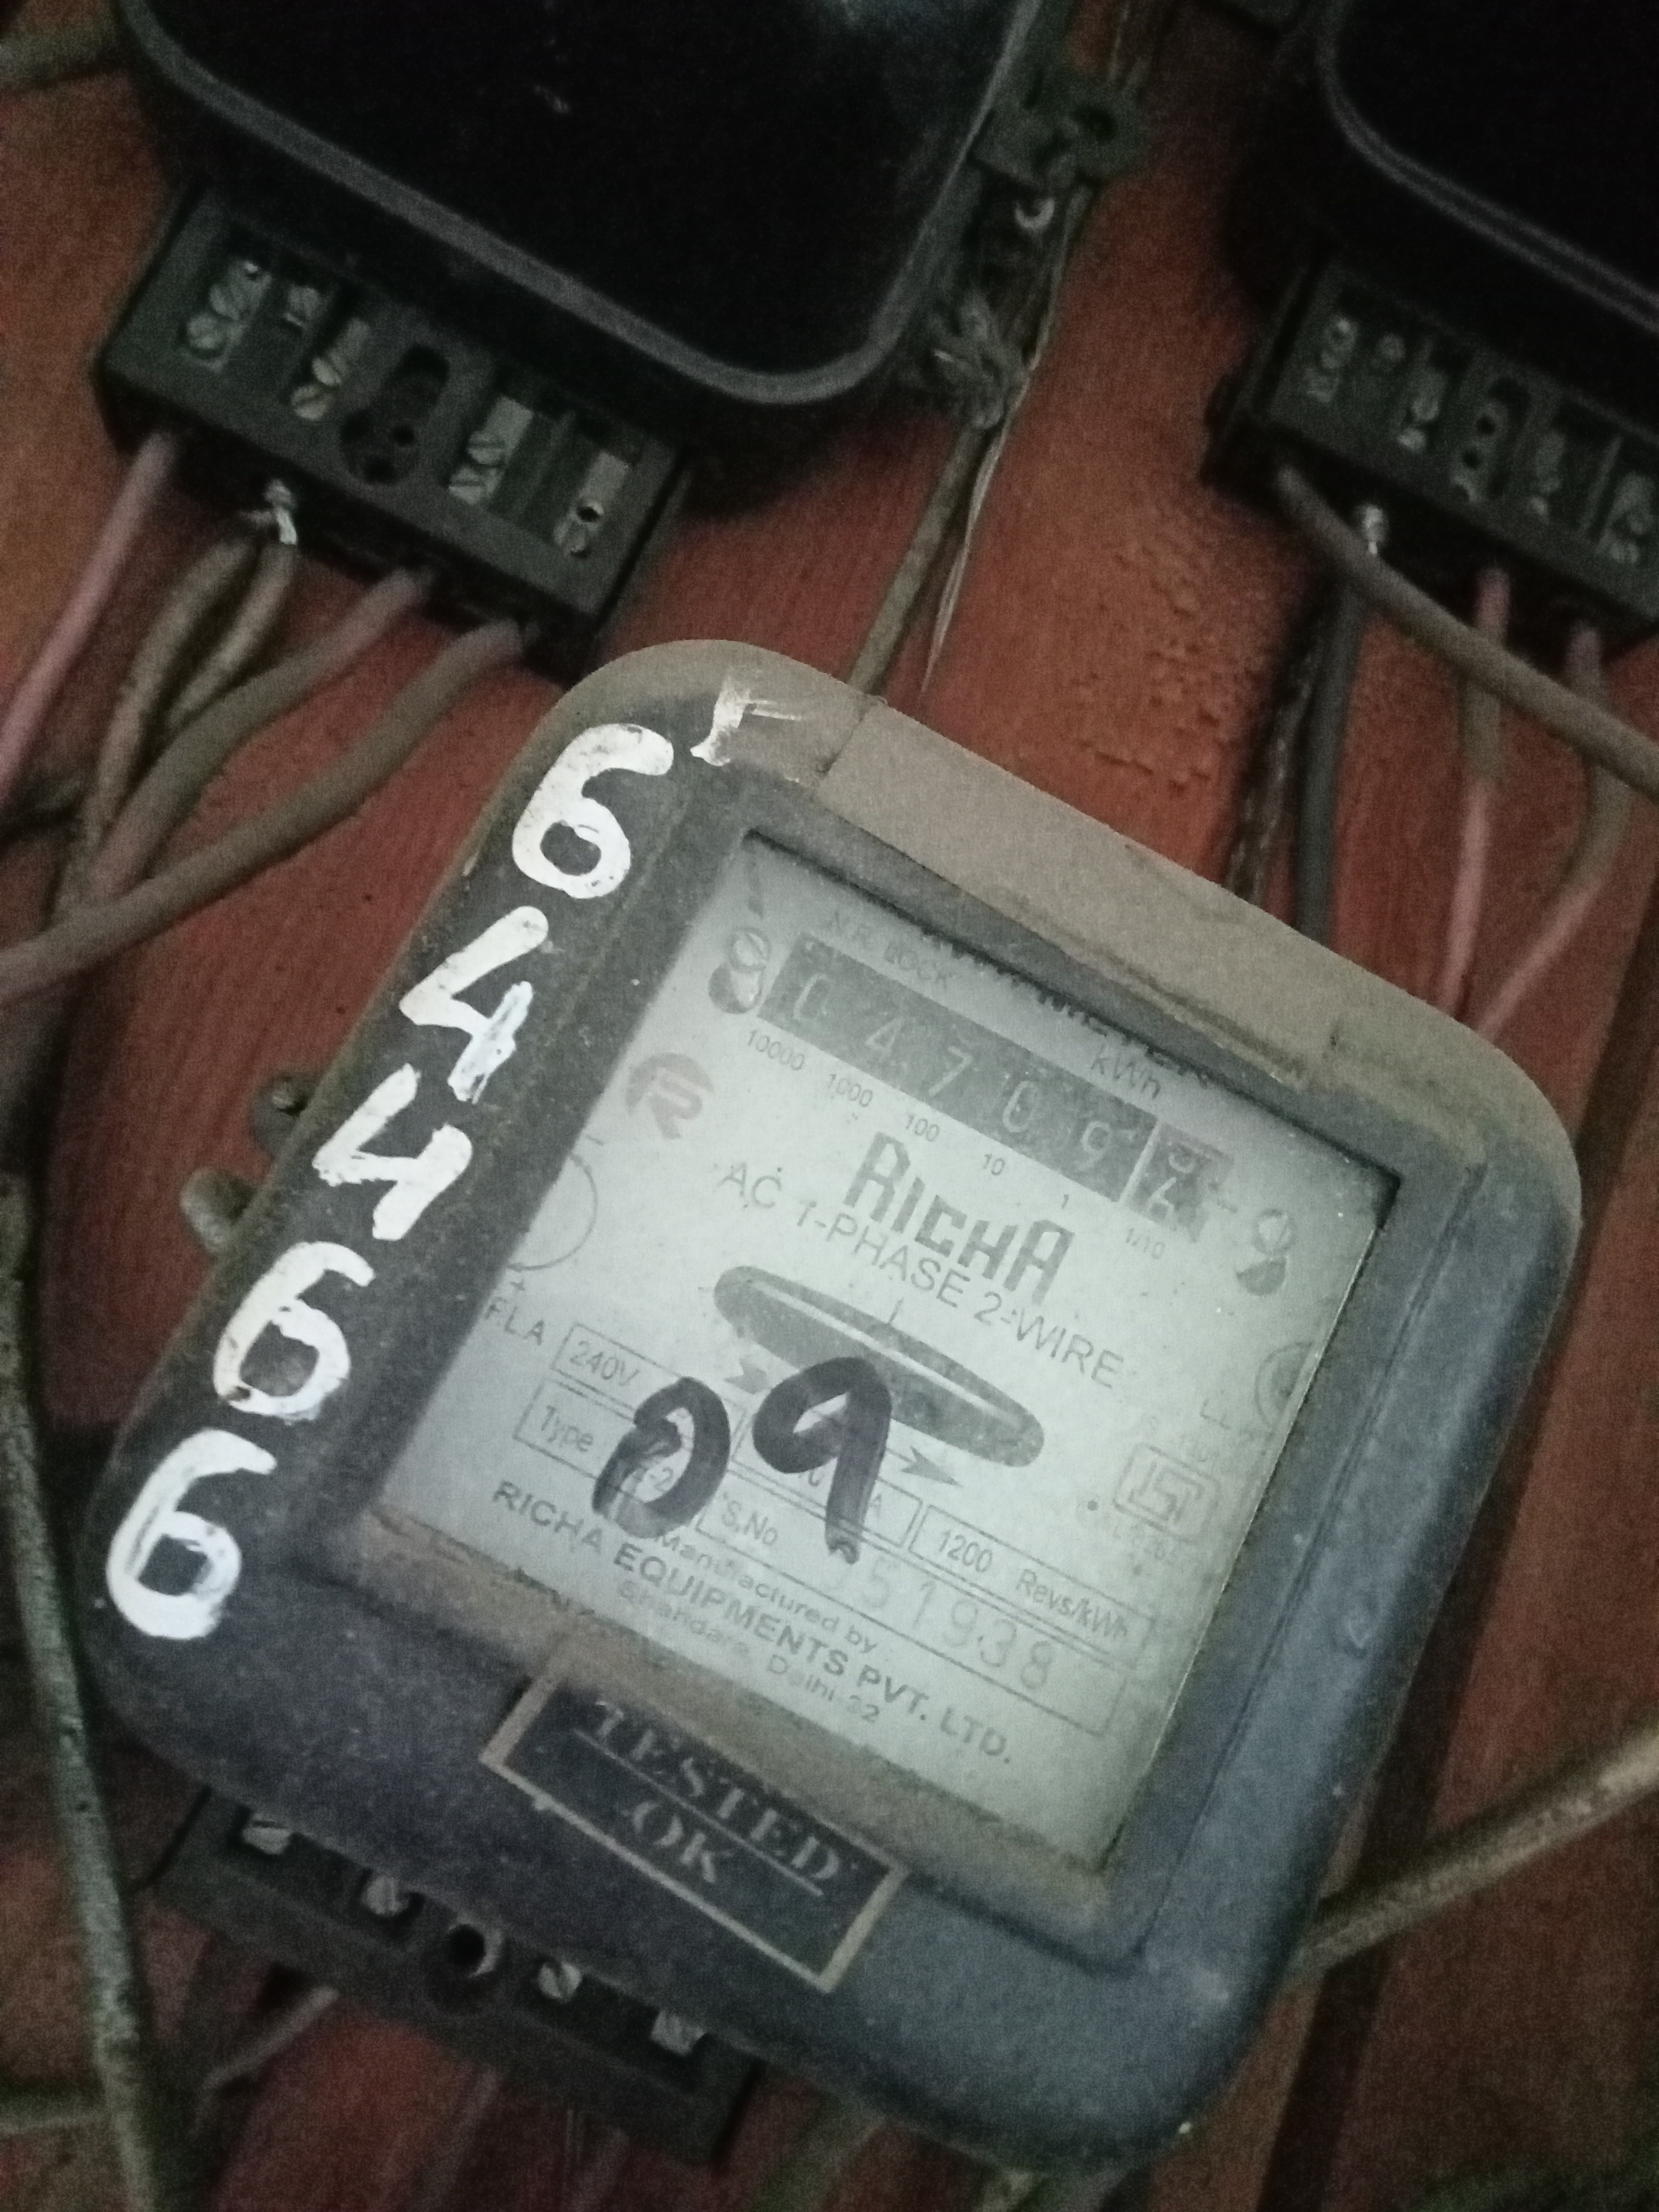 64466
N.R. LOCK
kWh
0 4 7 0 9
10000 1000 100 10 1 1/10
RICHA
AC 1-PHASE 2-WIRE
09
240V
1200 Revs/kWh
Type
S.No 51938
Manufactured by
RICHA EQUIPMENTS PVT. LTD.
Shahdara, Delhi-32
TESTED
OK